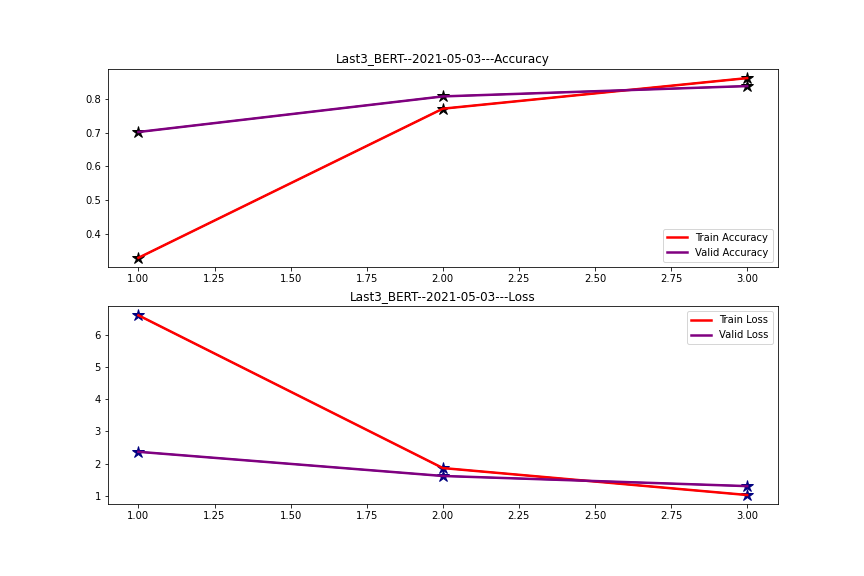 Last3_BERT--2021-05-03---Accuracy
0.8
0.7
0.6
0.5
0.4
Train Accuracy
Valid Accuracy
1.00 1.25 1.50 1.75 2.00 2.25 2.50 2.75 3.00
Last3_BERT--2021-05-03---Loss
6
5
4
3
2
1
Train Loss
Valid Loss
1.00 1.25 1.50 1.75 2.00 2.25 2.50 2.75 3.00